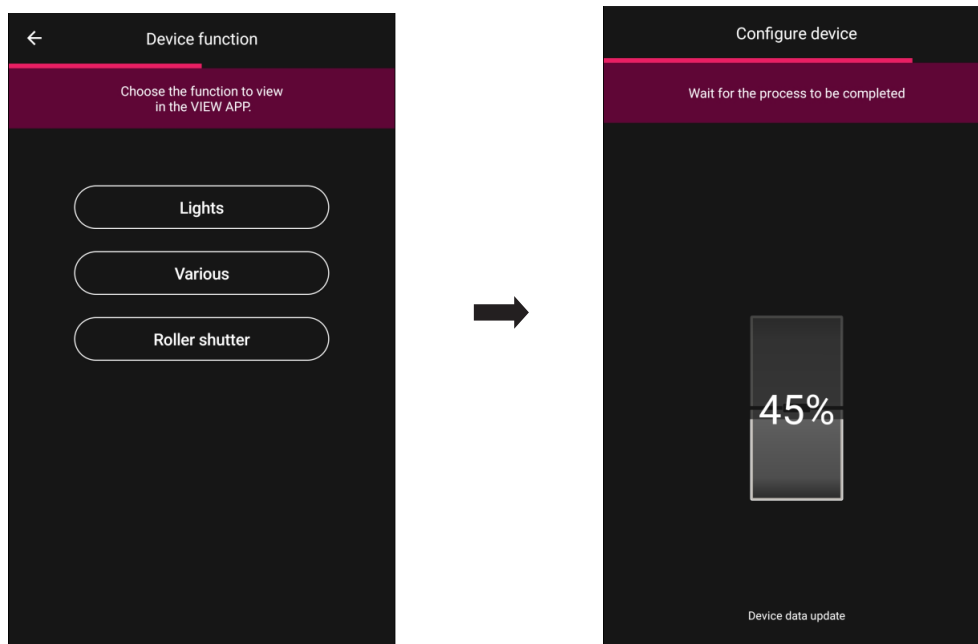 Device function
Choose the function to view
in the VIEW APP.
Lights
Various
Roller shutter
Configure device
Wait for the process to be completed
45%
Device data update